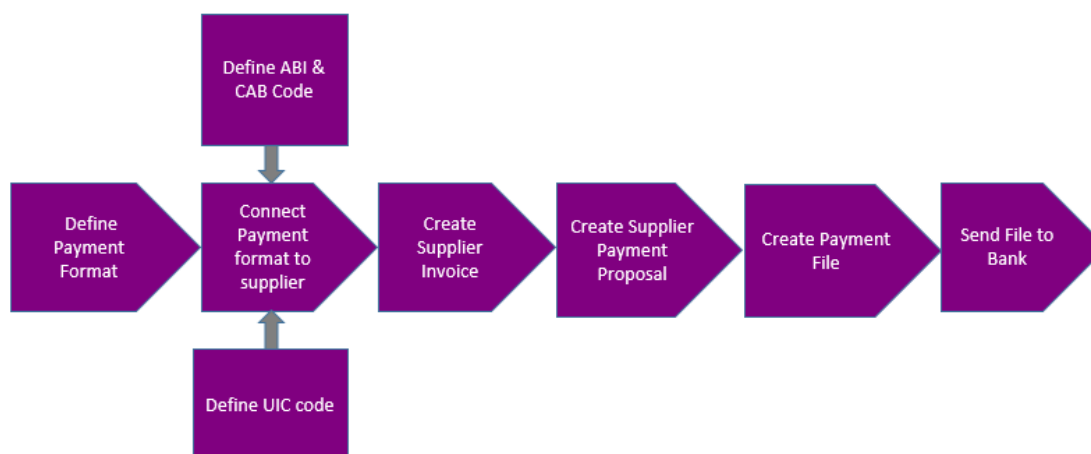 Define ABI &
CAB Code
Define
Payment
Format
Connect
Payment
format to
supplier
Create
Supplier
Invoice
Create Supplier
Payment
Proposal
Create Payment
File
Send File to
Bank
Define UIC code